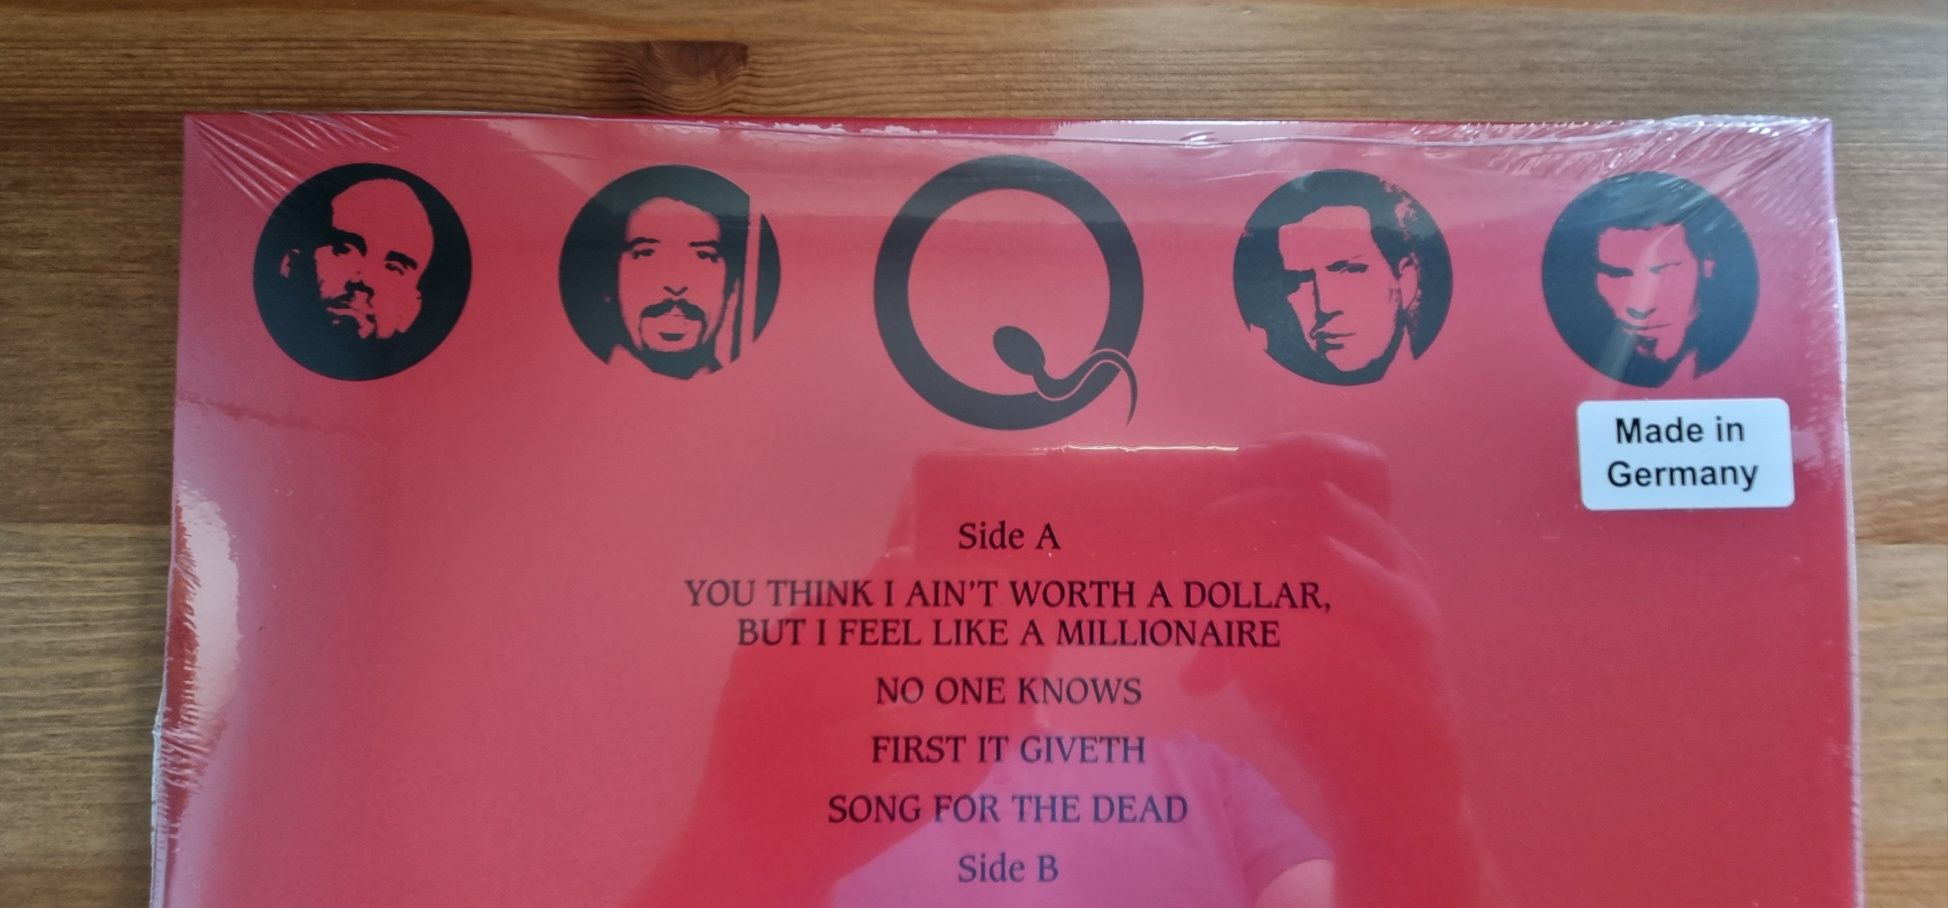 Made in
Germany
Side A
YOU THINK I AIN'T WORTH A DOLLAR,
BUT I FEEL LIKE A MILLIONAIRE
NO ONE KNOWS
FIRST IT GIVETH
SONG FOR THE DEAD
Side B